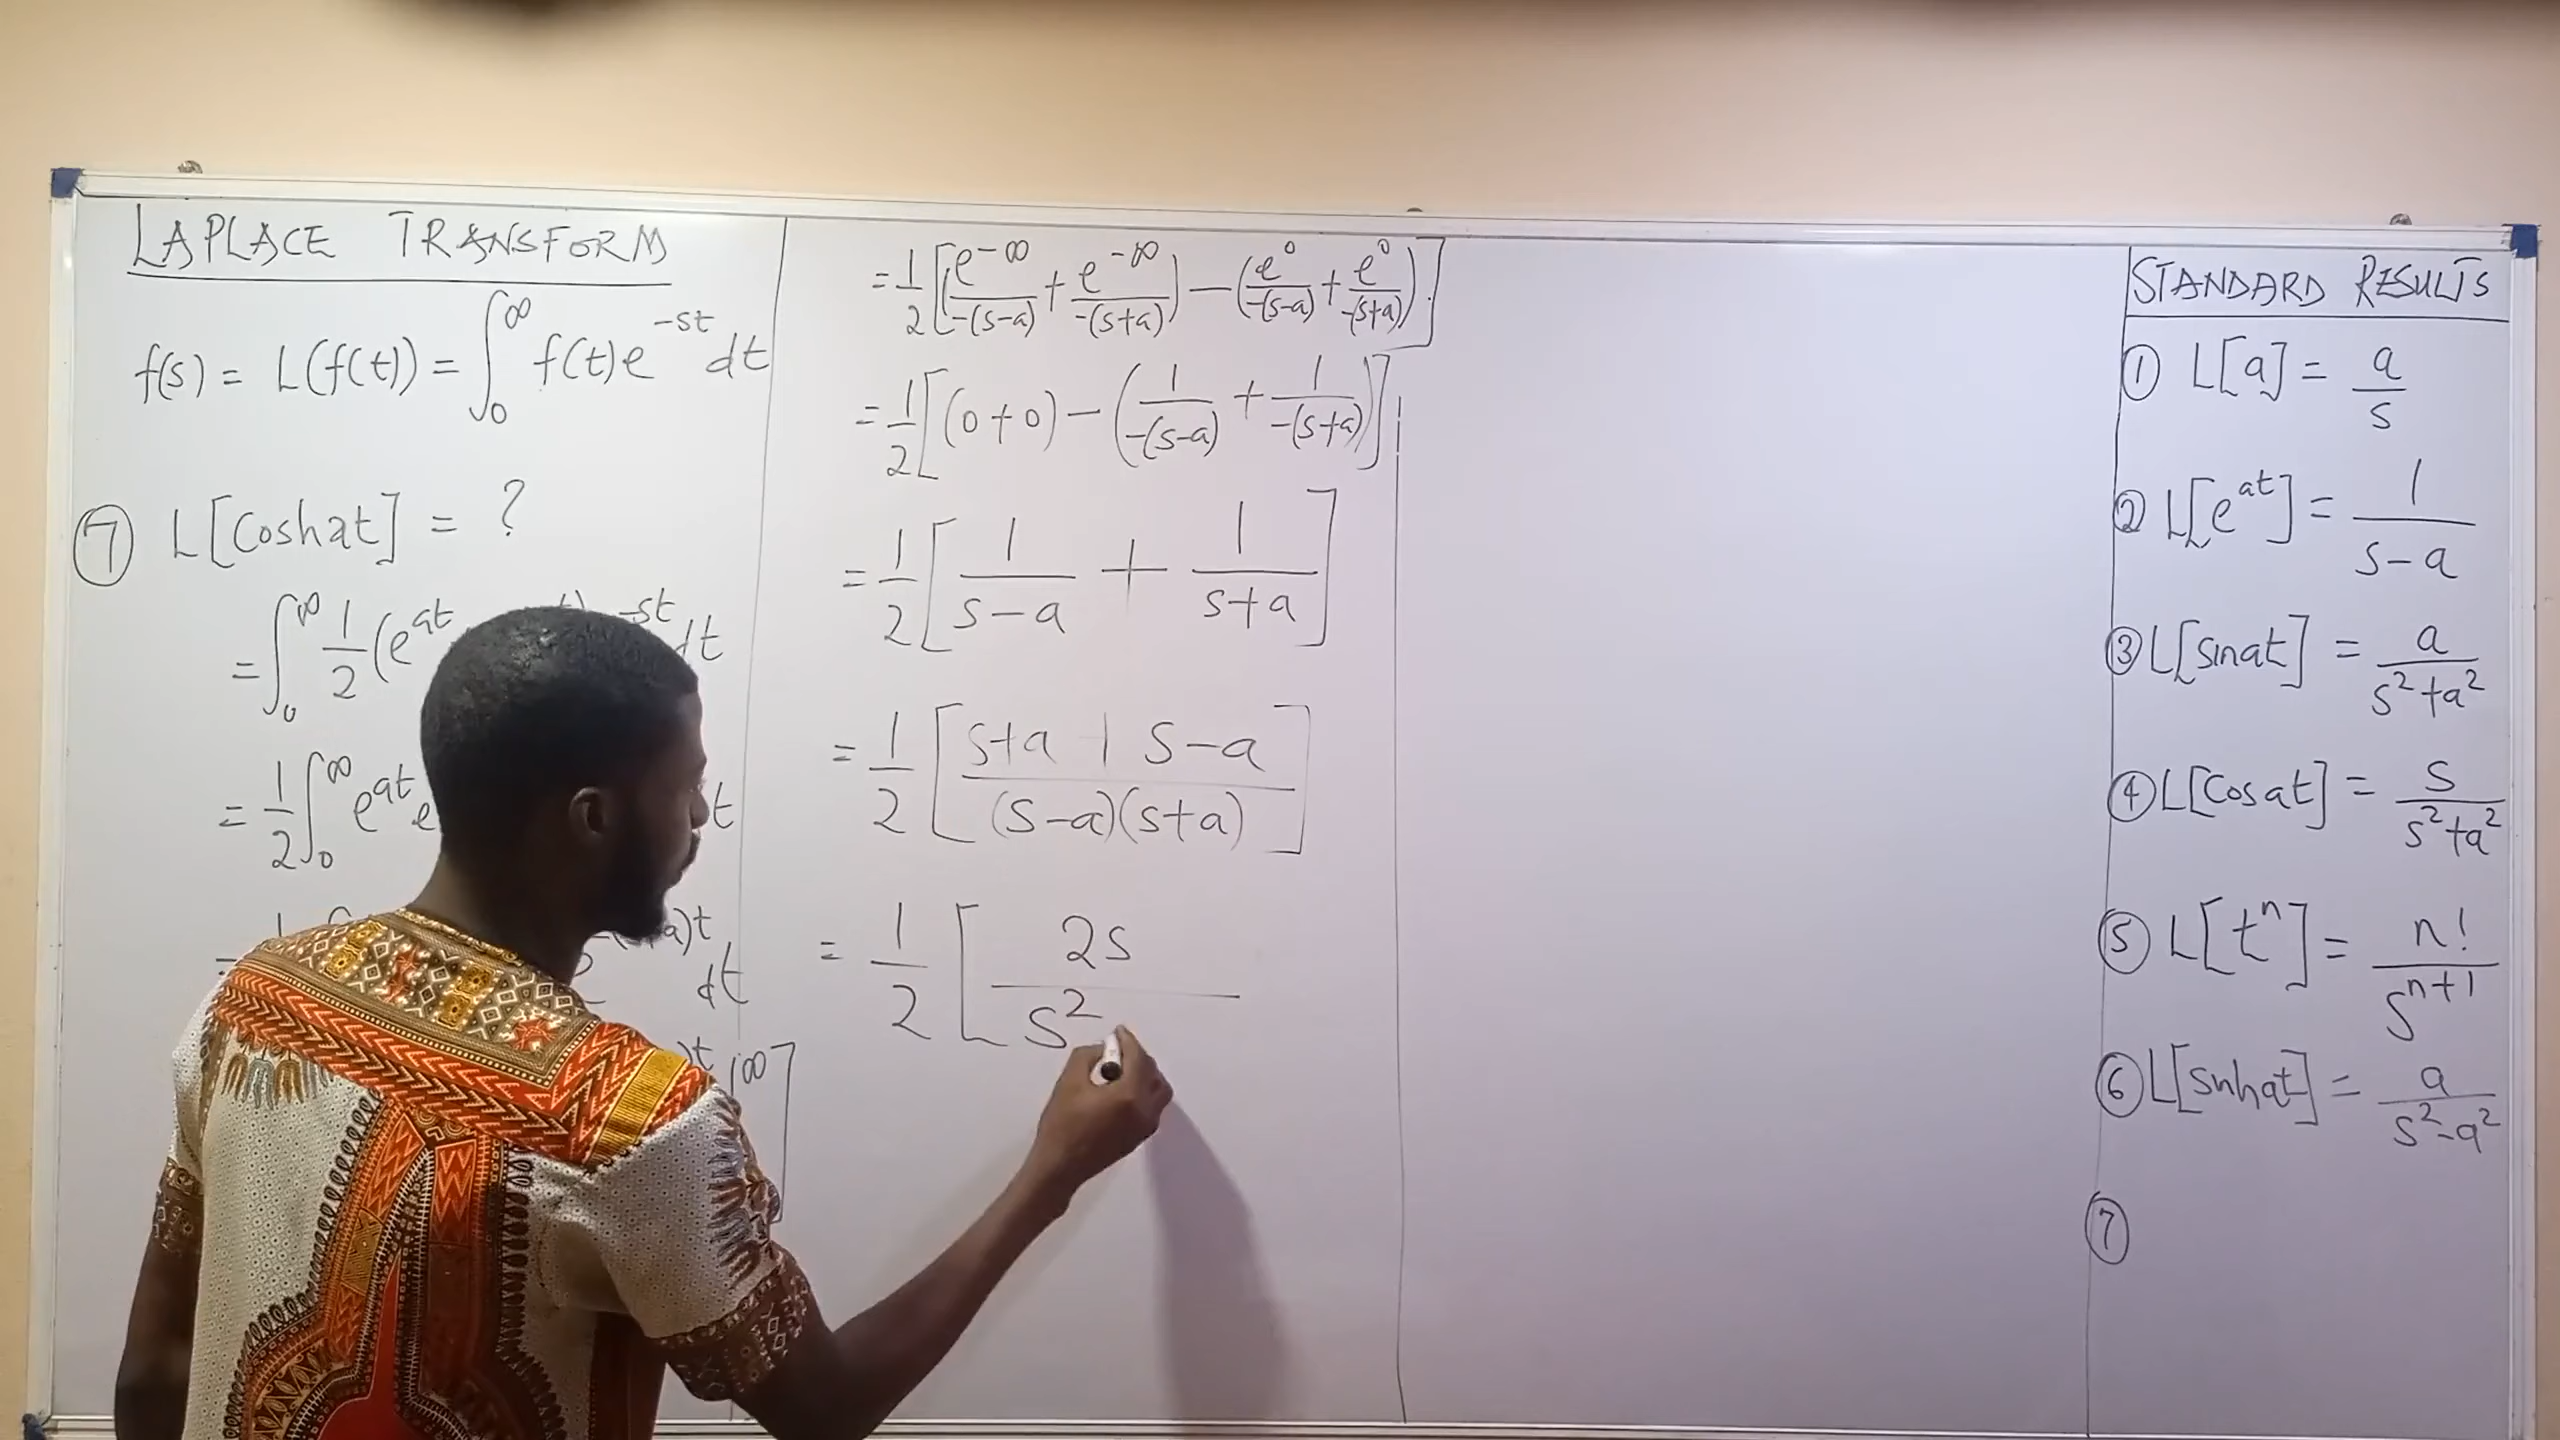 LAPLACE TRANSFORM
f(s) = L(f(t)) = ∫₀^∞ f(t)e^{-st}dt
⑦ L[Coshat] = ?
= ∫₀^∞ 1/2 (e^{at} -st dt
= 1/2 ∫₀^∞ e^{at} e t
a)t dt
t |∞ ]
= 1/2 [(e^{-∞}/-(s-a) + e^{-∞}/-(s+a)) - (e^0/-(s-a) + e^0/-(s+a))]
= 1/2 [(0+0) - (1/-(s-a) + 1/-(s+a))]
= 1/2 [1/(s-a) + 1/(s+a)]
= 1/2 [(s+a + s-a)/((s-a)(s+a))]
= 1/2 [2s/s²
STANDARD RESULTS
① L[a] = a/s
② L[e^{at}] = 1/(s-a)
③ L[sinat] = a/(s²+a²)
④ L[Cosat] = s/(s²+a²)
⑤ L[t^n] = n!/s^{n+1}
⑥ L[sinhat] = a/(s²-a²)
⑦